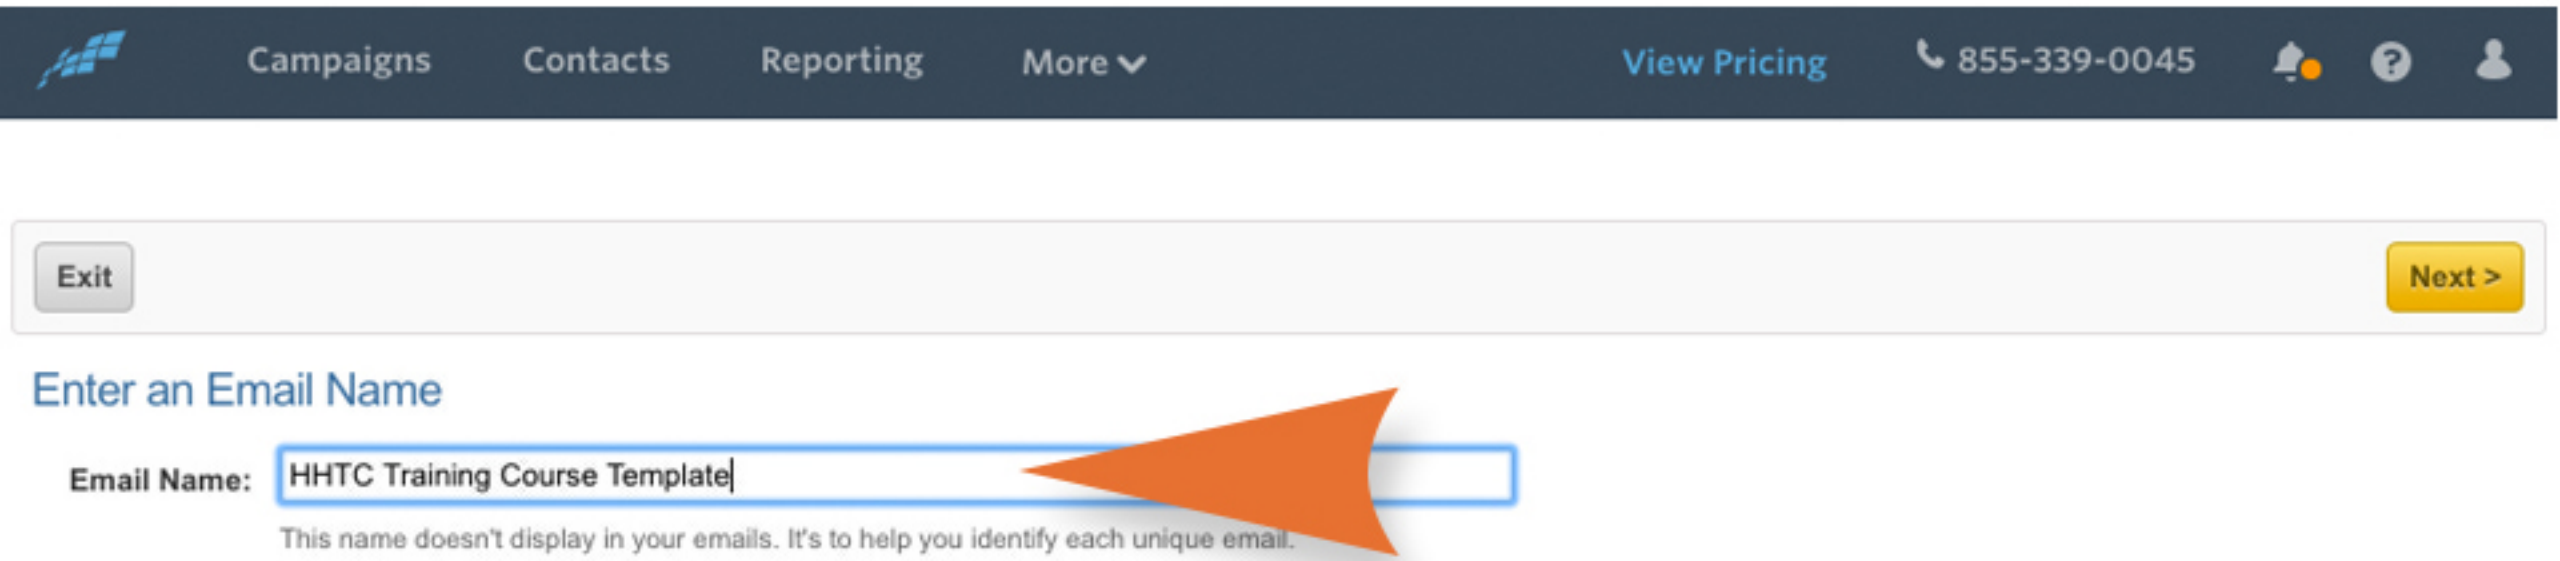 Campaigns Contacts Reporting More View Pricing 855-339-0045
Exit Next >
Enter an Email Name
Email Name: HHTC Training Course Template
This name doesn't display in your emails. It's to help you identify each unique email.